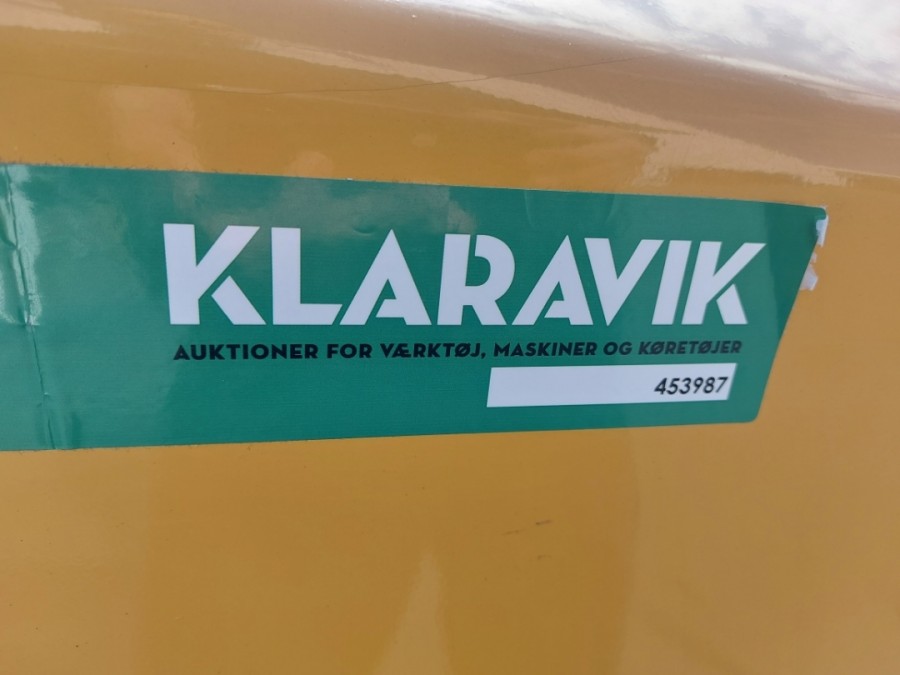 KLARAVIK
AUKTIONER FOR VÆRKTØJ, MASKINER OG KØRETØJER
453987